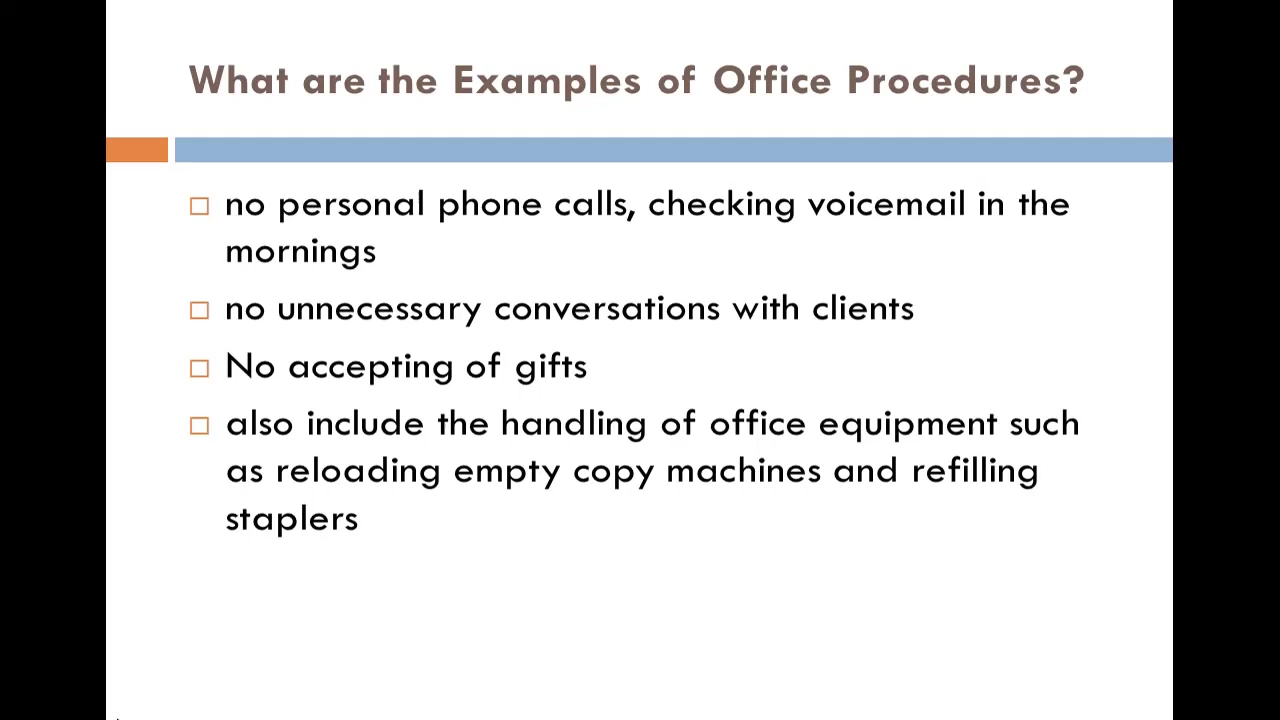 What are the Examples of Office Procedures?
no personal phone calls, checking voicemail in the
mornings
no unnecessary conversations with clients
No accepting of gifts
also include the handling of office equipment such
as reloading empty copy machines and refilling
staplers